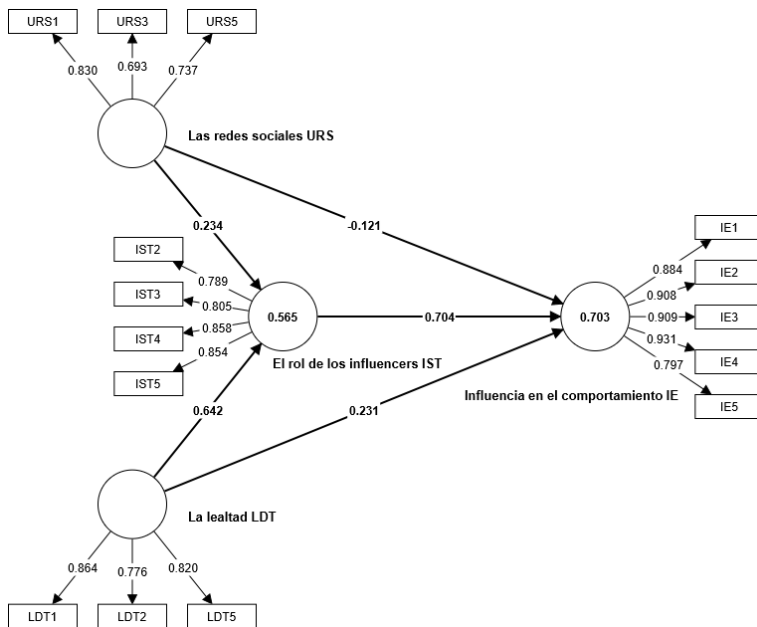 URS1 URS3 URS5
0.830 0.693 0.737
Las redes sociales URS
0.234
-0.121
IST2
IST3
IST4
IST5
0.789
0.805
0.858
0.854
0.565
El rol de los influencers IST
0.704
0.703
Influencia en el comportamiento IE
0.884
0.908
0.909
0.931
0.797
IE1
IE2
IE3
IE4
IE5
0.642
0.231
La lealtad LDT
0.864 0.776 0.820
LDT1 LDT2 LDT5